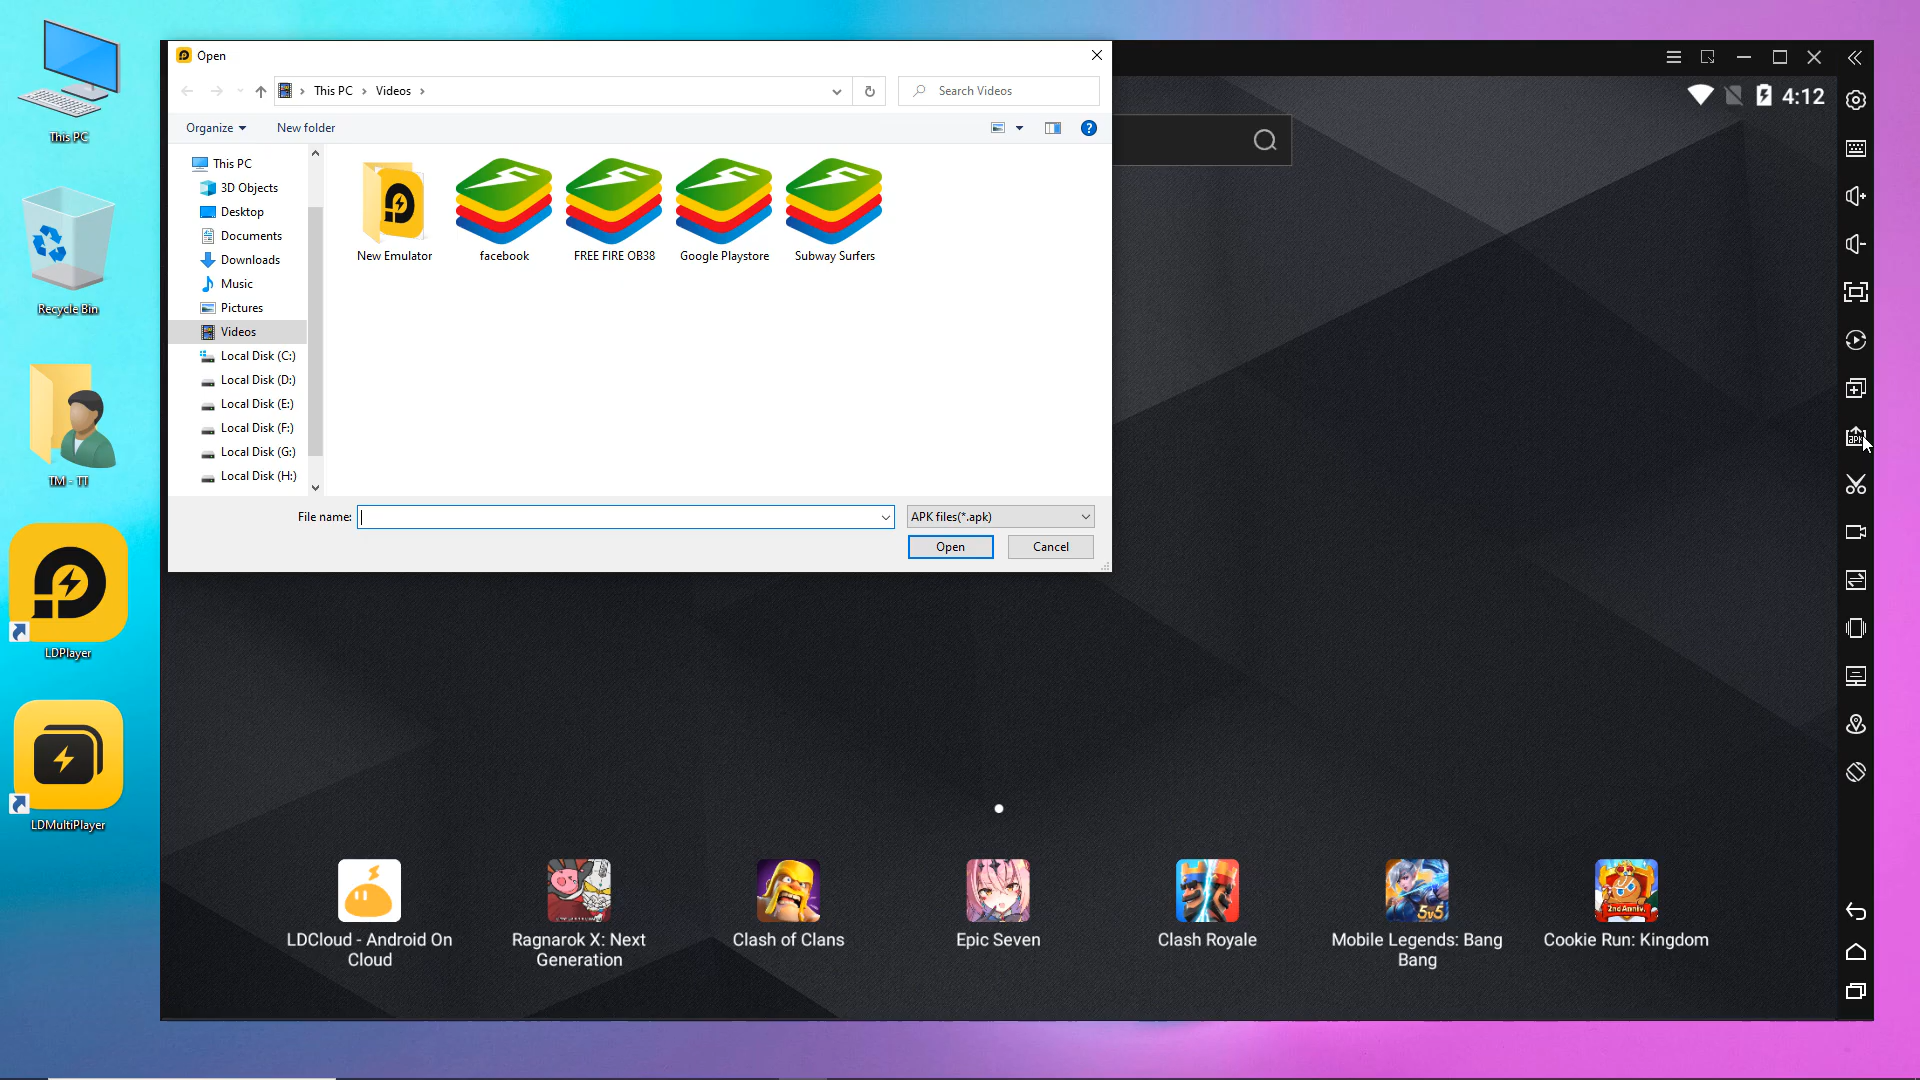 This PC
Recycle Bin
TM - TT
LDPlayer
LDMultiPlayer
Open
This PC
Videos
Search Videos
Organize
New folder
This PC
3D Objects
Desktop
Documents
Downloads
Music
Pictures
Videos
Local Disk (C:)
Local Disk (D:)
Local Disk (E:)
Local Disk (F:)
Local Disk (G:)
Local Disk (H:)
New Emulator
facebook
FREE FIRE OB38
Google Playstore
Subway Surfers
File name:
APK files(*.apk)
Open
Cancel
4:12
LDCloud - Android On
Cloud
Ragnarok X: Next
Generation
Clash of Clans
Epic Seven
Clash Royale
5v5
Mobile Legends: Bang
Bang
2nd Anniv.
Cookie Run: Kingdom